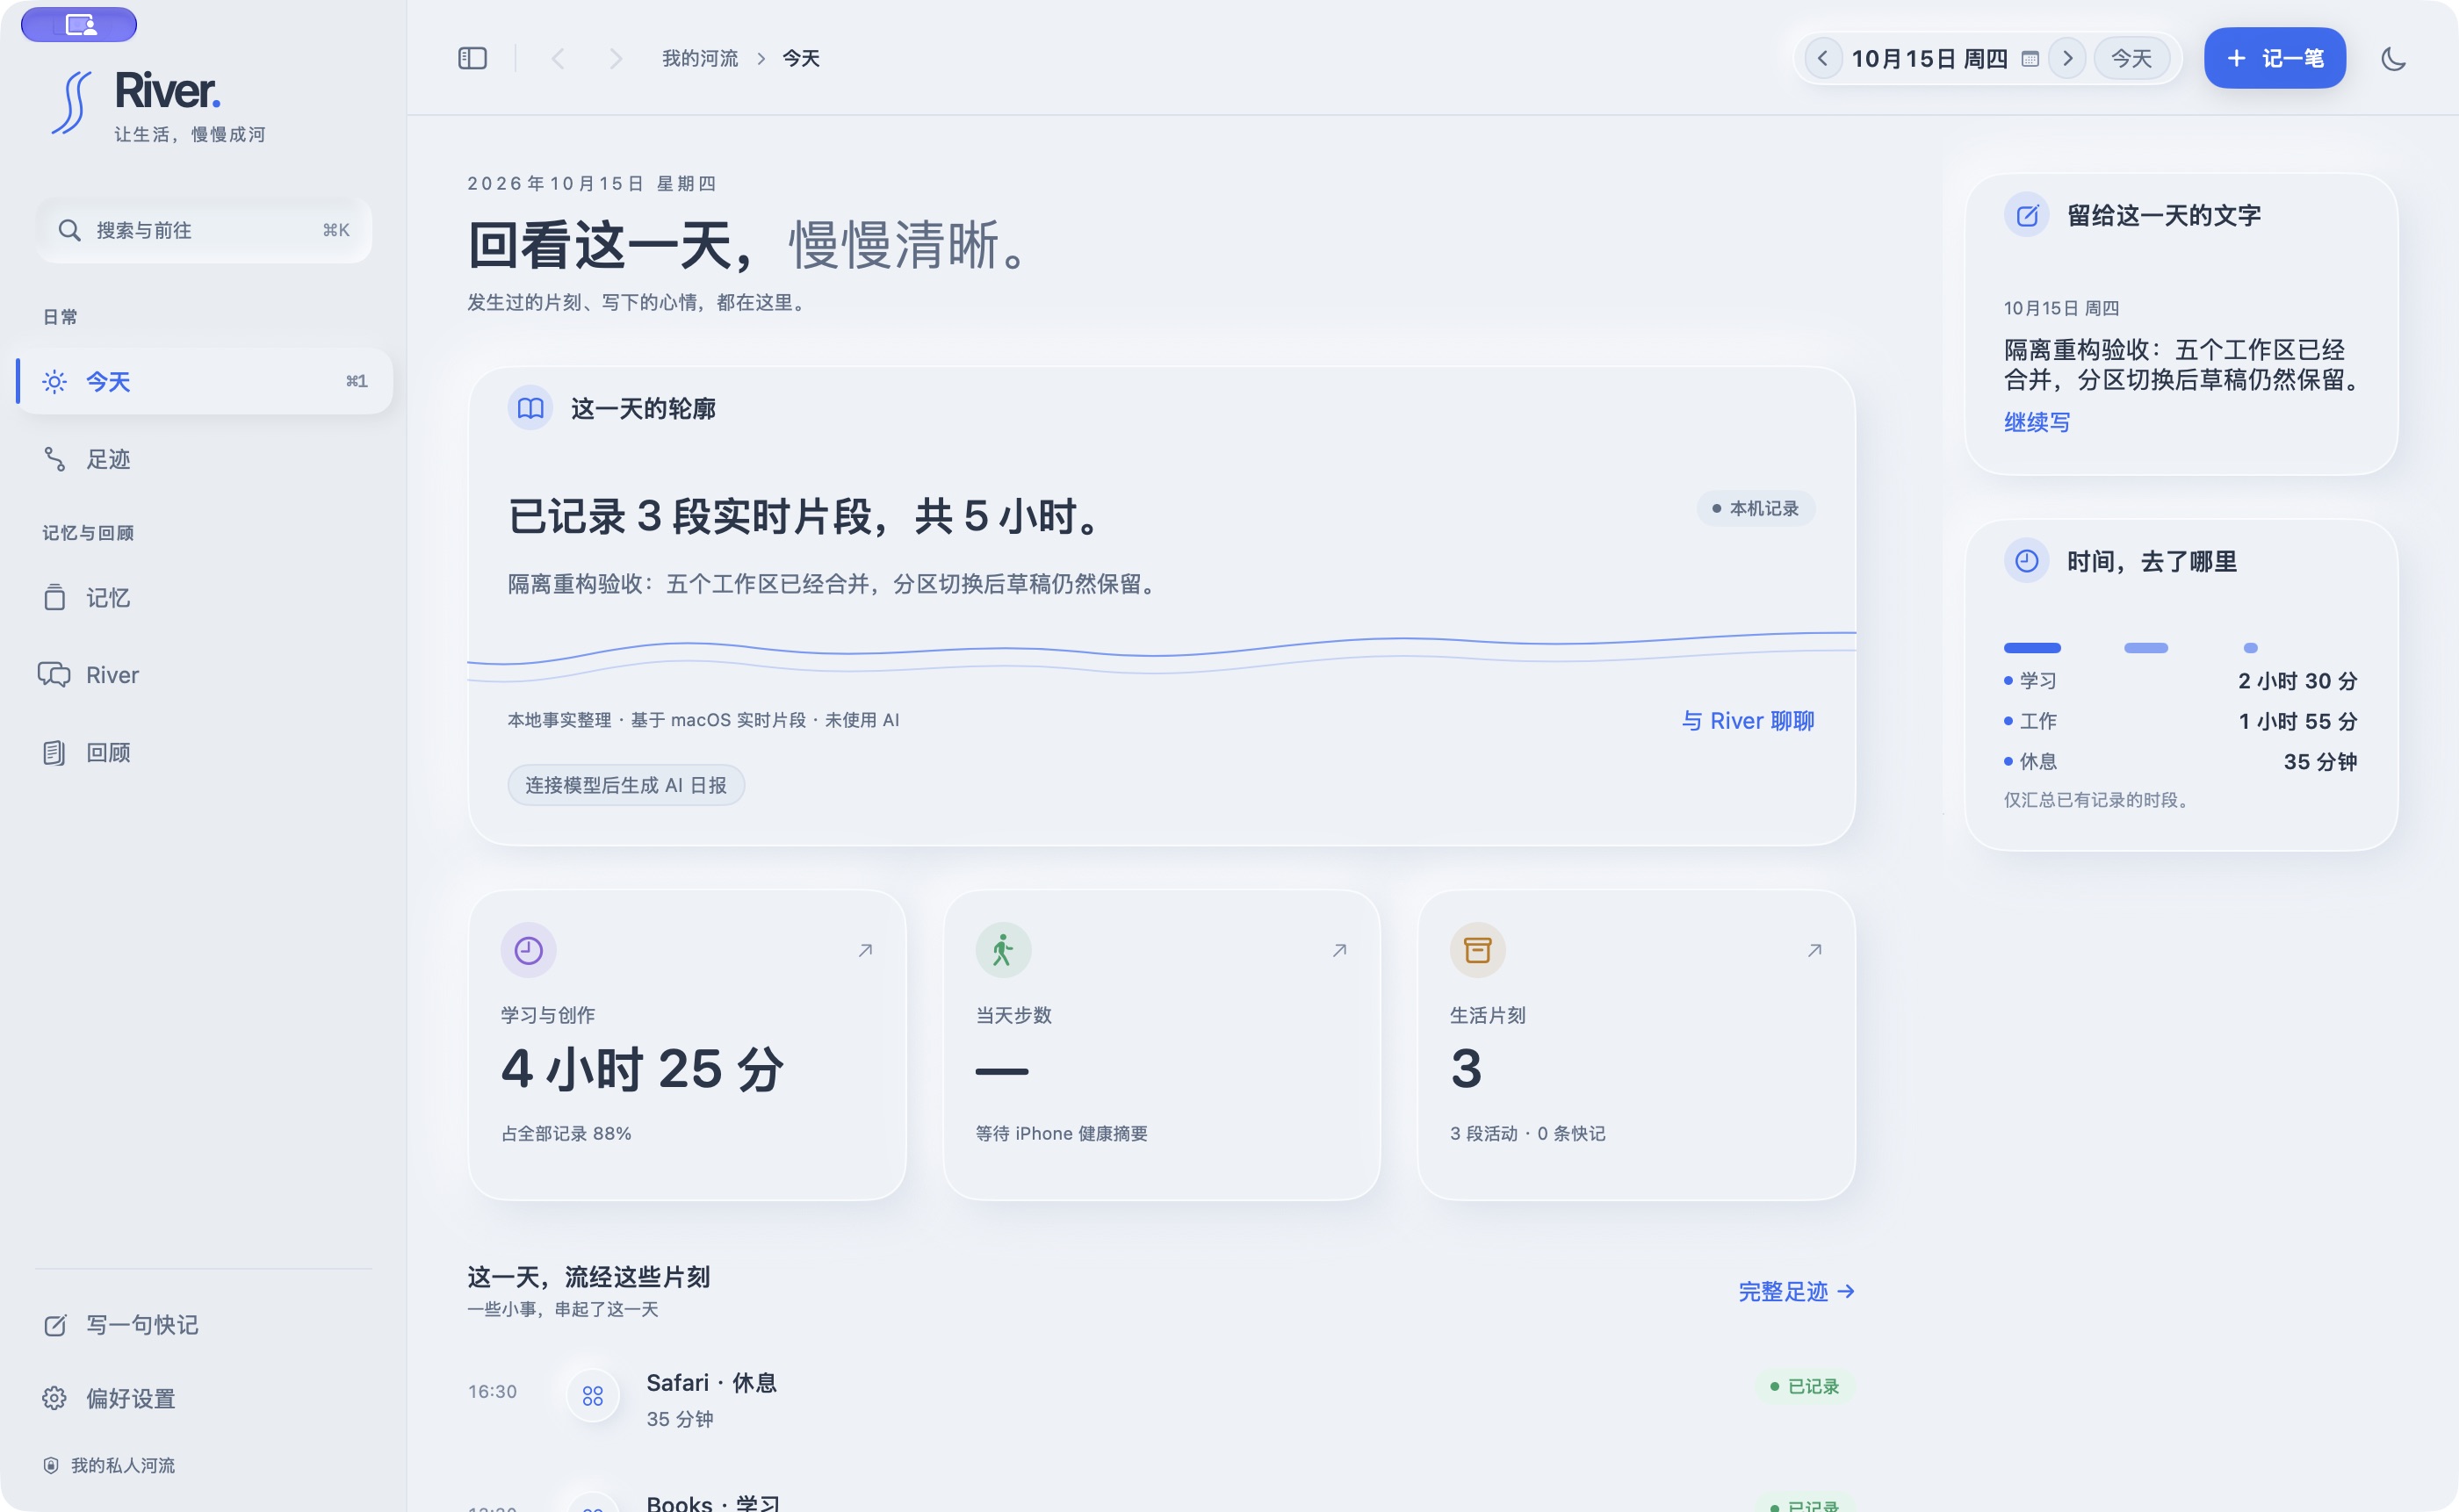 River.
让生活，慢慢成河
搜索与前往 ⌘K
日常
今天 ⌘1
足迹
记忆与回顾
记忆
River
回顾
写一句快记
偏好设置
我的私人河流
我的河流 > 今天
10月15日 周四
今天
+ 记一笔
2026年10月15日 星期四
回看这一天，慢慢清晰。
发生过的片刻、写下的心情，都在这里。
这一天的轮廓
已记录 3 段实时片段，共 5 小时。
本机记录
隔离重构验收：五个工作区已经合并，分区切换后草稿仍然保留。
本地事实整理 · 基于 macOS 实时片段 · 未使用 AI
与 River 聊聊
连接模型后生成 AI 日报
学习与创作
4 小时 25 分
占全部记录 88%
当天步数
—
等待 iPhone 健康摘要
生活片刻
3
3 段活动 · 0 条快记
这一天，流经这些片刻
一些小事，串起了这一天
完整足迹 →
16:30
Safari · 休息
35 分钟
已记录
Books · 学习
已记录
留给这一天的文字
10月15日 周四
隔离重构验收：五个工作区已经
合并，分区切换后草稿仍然保留。
继续写
时间，去了哪里
学习 2 小时 30 分
工作 1 小时 55 分
休息 35 分钟
仅汇总已有记录的时段。